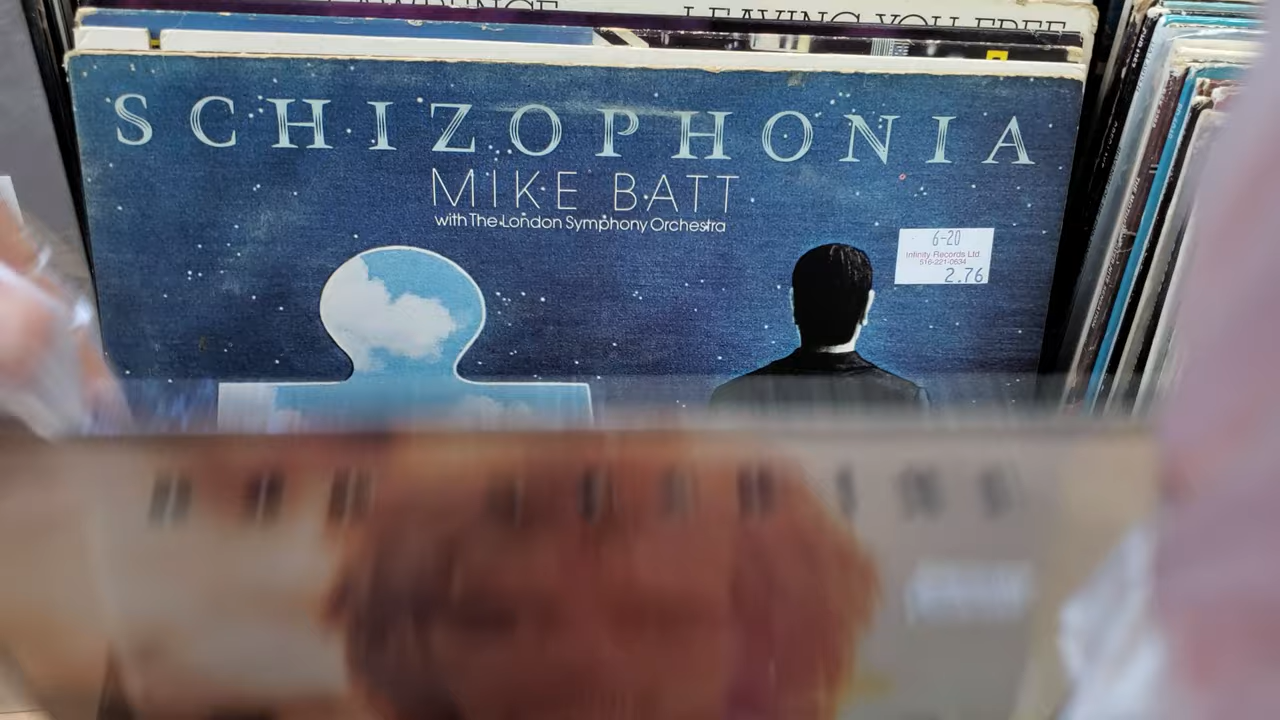 LAWRENCE LEAVING YOU FREE
SCHIZOPHONIA
MIKE BATT
with The London Symphony Orchestra
6-20
Infinity Records Ltd
516-221-0634
2.76